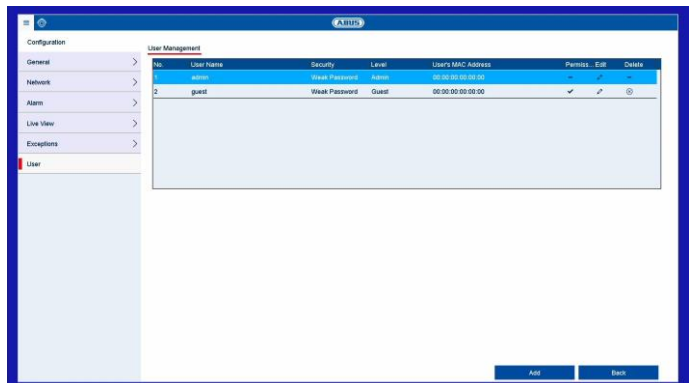 ABUS
Configuration
User Management
General
Network
Alarm
Live View
Exceptions
User
No. User Name Security Level User's MAC Address Permiss... Edit Delete
1 admin Weak Password Admin 00:00:00:00:00:00
2 guest Weak Password Guest 00:00:00:00:00:00
Add Back